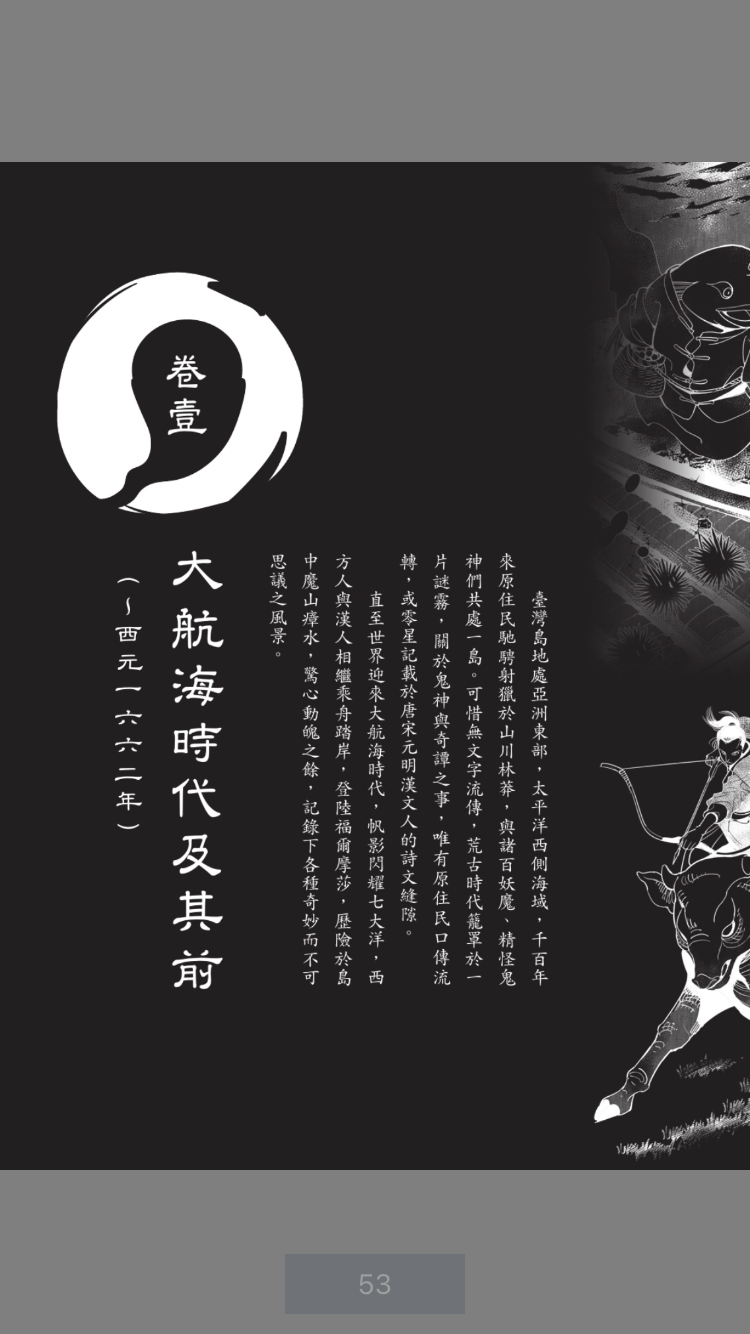 卷壹
大航海時代及其前
（～西元一六六二年）
臺灣島地處亞洲東部，太平洋西側海域，千百年
來原住民馳騁射獵於山川林莽，與諸百妖魔、精怪鬼
神們共處一島。可惜無文字流傳，荒古時代籠罩於一
片謎霧，關於鬼神與奇譚之事，唯有原住民口傳流
轉，或零星記載於唐宋元明漢文人的詩文縫隙。
直至世界迎來大航海時代，帆影閃耀七大洋，西
方人與漢人相繼乘舟踏岸，登陸福爾摩莎，歷險於島
中魔山瘴水，驚心動魄之餘，記錄下各種奇妙而不可
思議之風景。
53